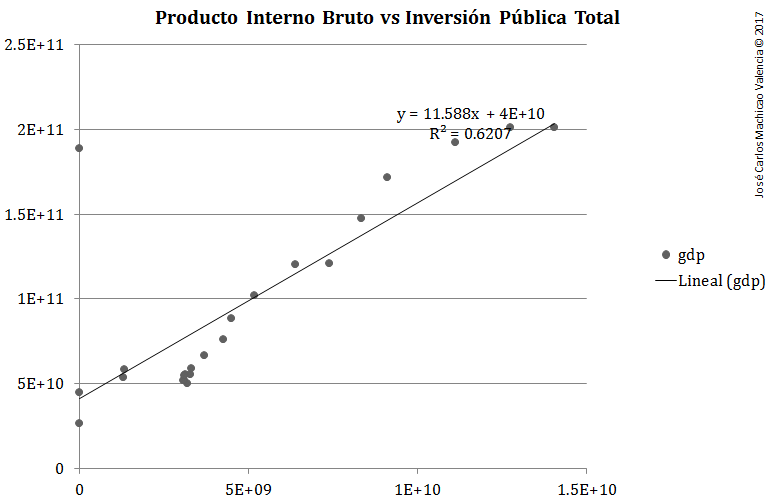 Producto Interno Bruto vs Inversión Pública Total
José Carlos Machicao Valencia © 2017
2.5E+11
2E+11
1.5E+11
1E+11
5E+10
0
y = 11.588x + 4E+10
R² = 0.6207
gdp
Lineal (gdp)
0
5E+09
1E+10
1.5E+10